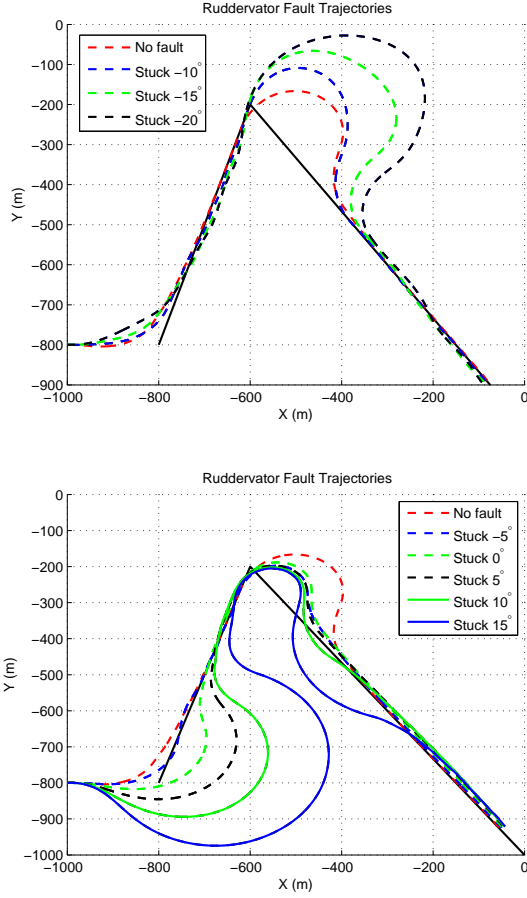 Ruddervator Fault Trajectories
No fault
Stuck −10°
Stuck −15°
Stuck −20°
0
−100
−200
−300
−400
−500
−600
−700
−800
−900
Y (m)
−1000
−800
−600
−400
−200
0
X (m)
Ruddervator Fault Trajectories
No fault
Stuck −5°
Stuck 0°
Stuck 5°
Stuck 10°
Stuck 15°
0
−100
−200
−300
−400
−500
−600
−700
−800
−900
−1000
Y (m)
−1000
−800
−600
−400
−200
0
X (m)